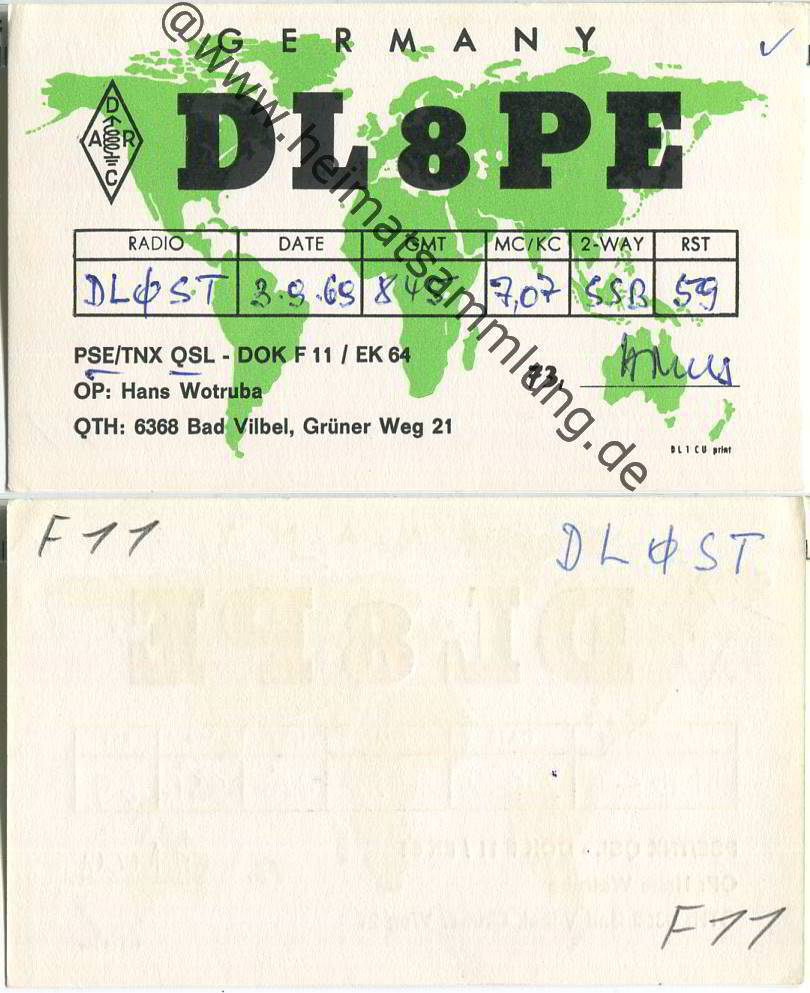 GERMANY
DL8PE
D
A R
C
RADIO DATE GMT MC/KC 2-WAY RST
DLØST 3.9.69 845 7,07 SSB 59
PSE/TNX QSL - DOK F 11 / EK 64
OP: Hans Wotruba
73,
QTH: 6368 Bad Vilbel, Grüner Weg 21
DL1CU print
@www.heimatsammlung.de
F11 DLØST
F11